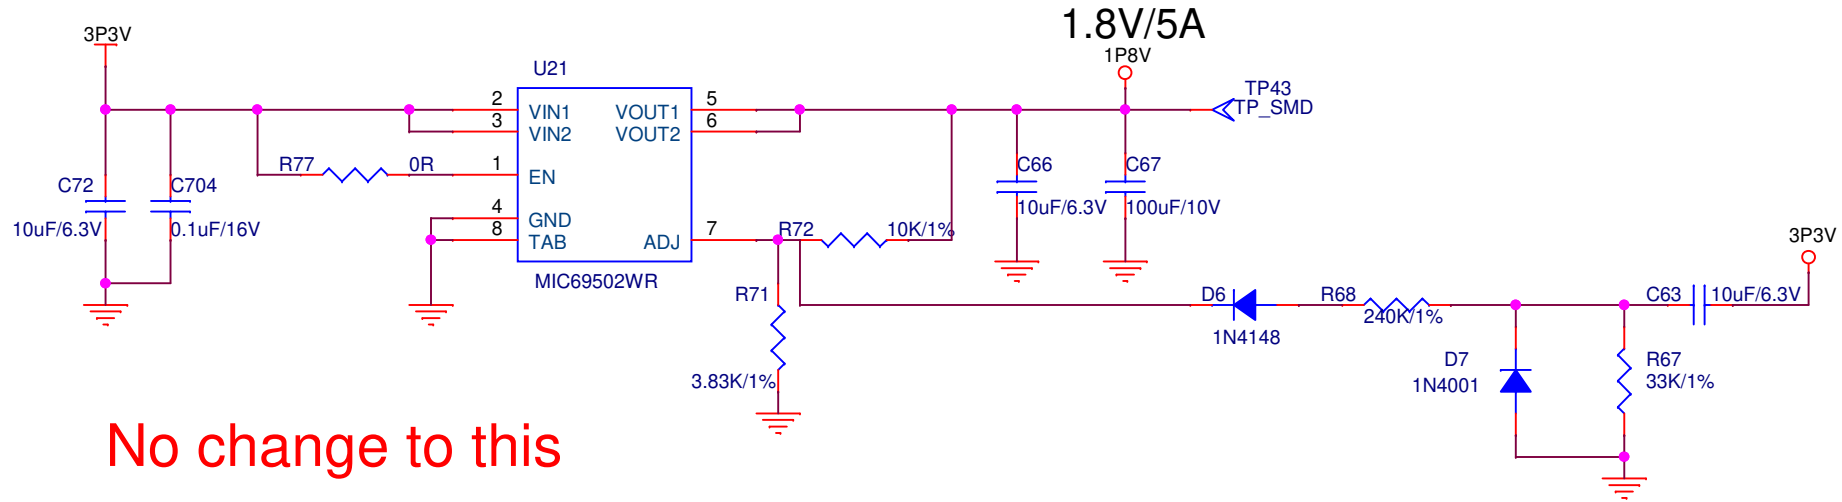 1.8V/5A
3P3V
1P8V
U21
TP43
TP_SMD
2
VIN1
VOUT1
5
3
VIN2
VOUT2
6
R77
0R
1
EN
C72
10uF/6.3V
C704
0.1uF/16V
4
GND
8
TAB
ADJ
7
MIC69502WR
R72
10K/1%
C66
10uF/6.3V
C67
100uF/10V
3P3V
R71
3.83K/1%
D6
1N4148
R68
240K/1%
C63
10uF/6.3V
D7
1N4001
R67
33K/1%
No change to this